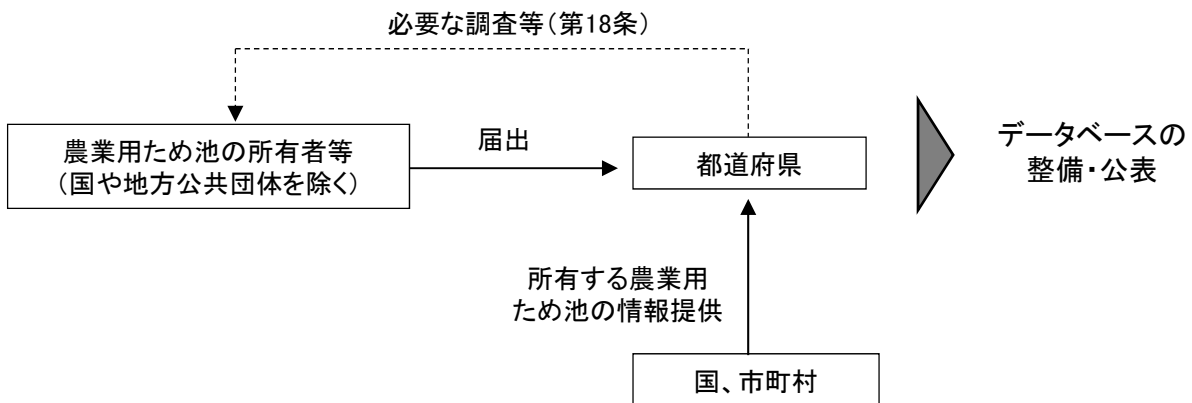 必要な調査等（第18条）
農業用ため池の所有者等
（国や地方公共団体を除く）
届出
都道府県
データベースの
整備・公表
所有する農業用
ため池の情報提供
国、市町村